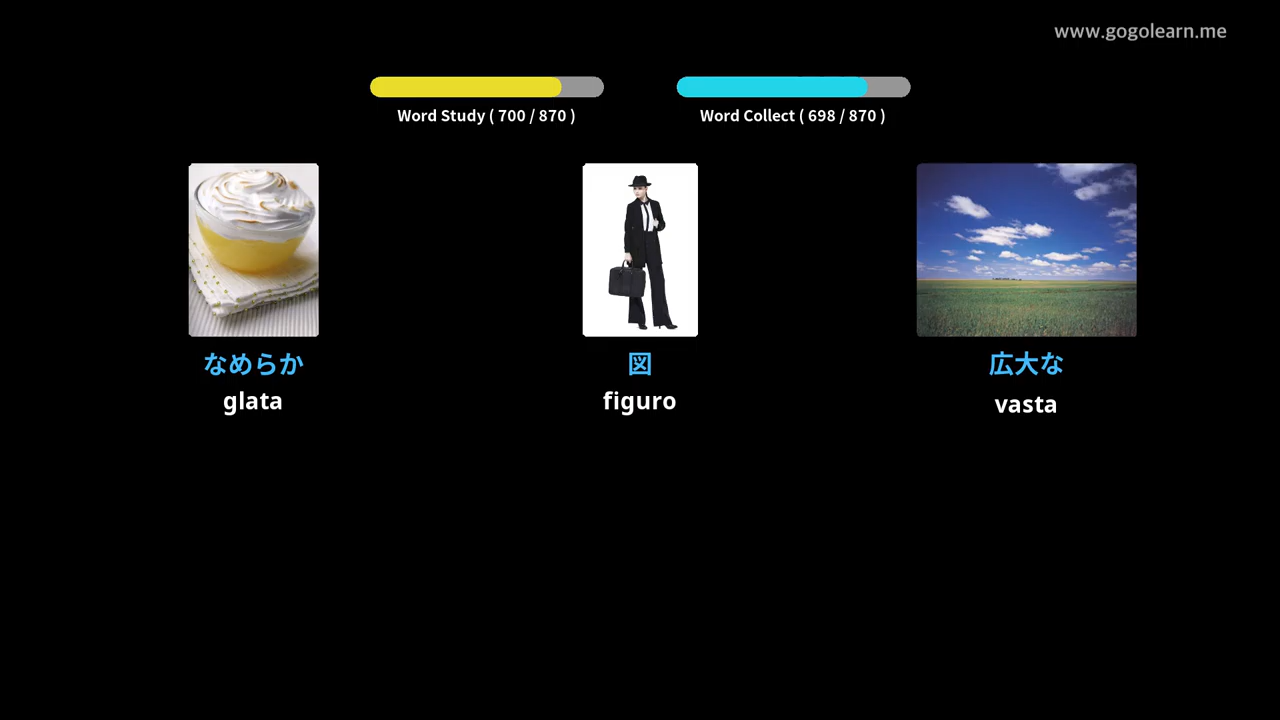 www.gogolearn.me
Word Study ( 700 / 870 )
Word Collect ( 698 / 870 )
なめらか
glata
図
figuro
広大な
vasta